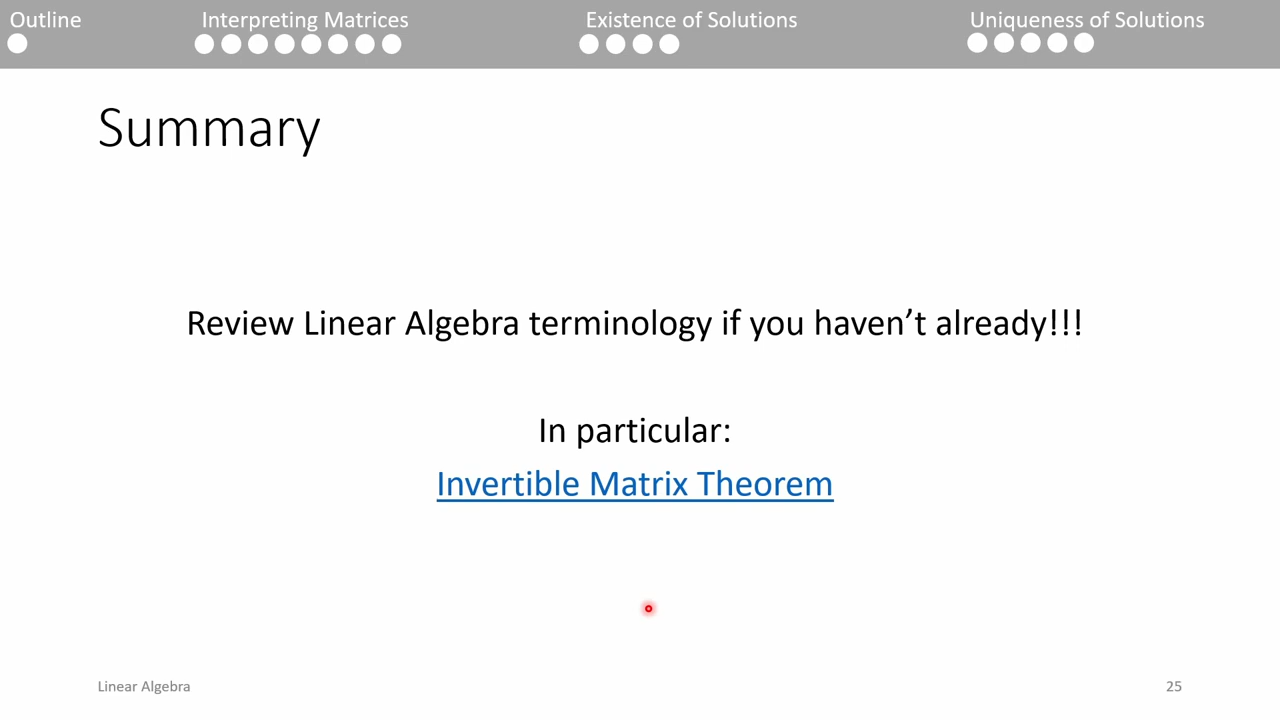 Outline
Interpreting Matrices
Existence of Solutions
Uniqueness of Solutions
Summary
Review Linear Algebra terminology if you haven’t already!!!
In particular:
Invertible Matrix Theorem
Linear Algebra
25